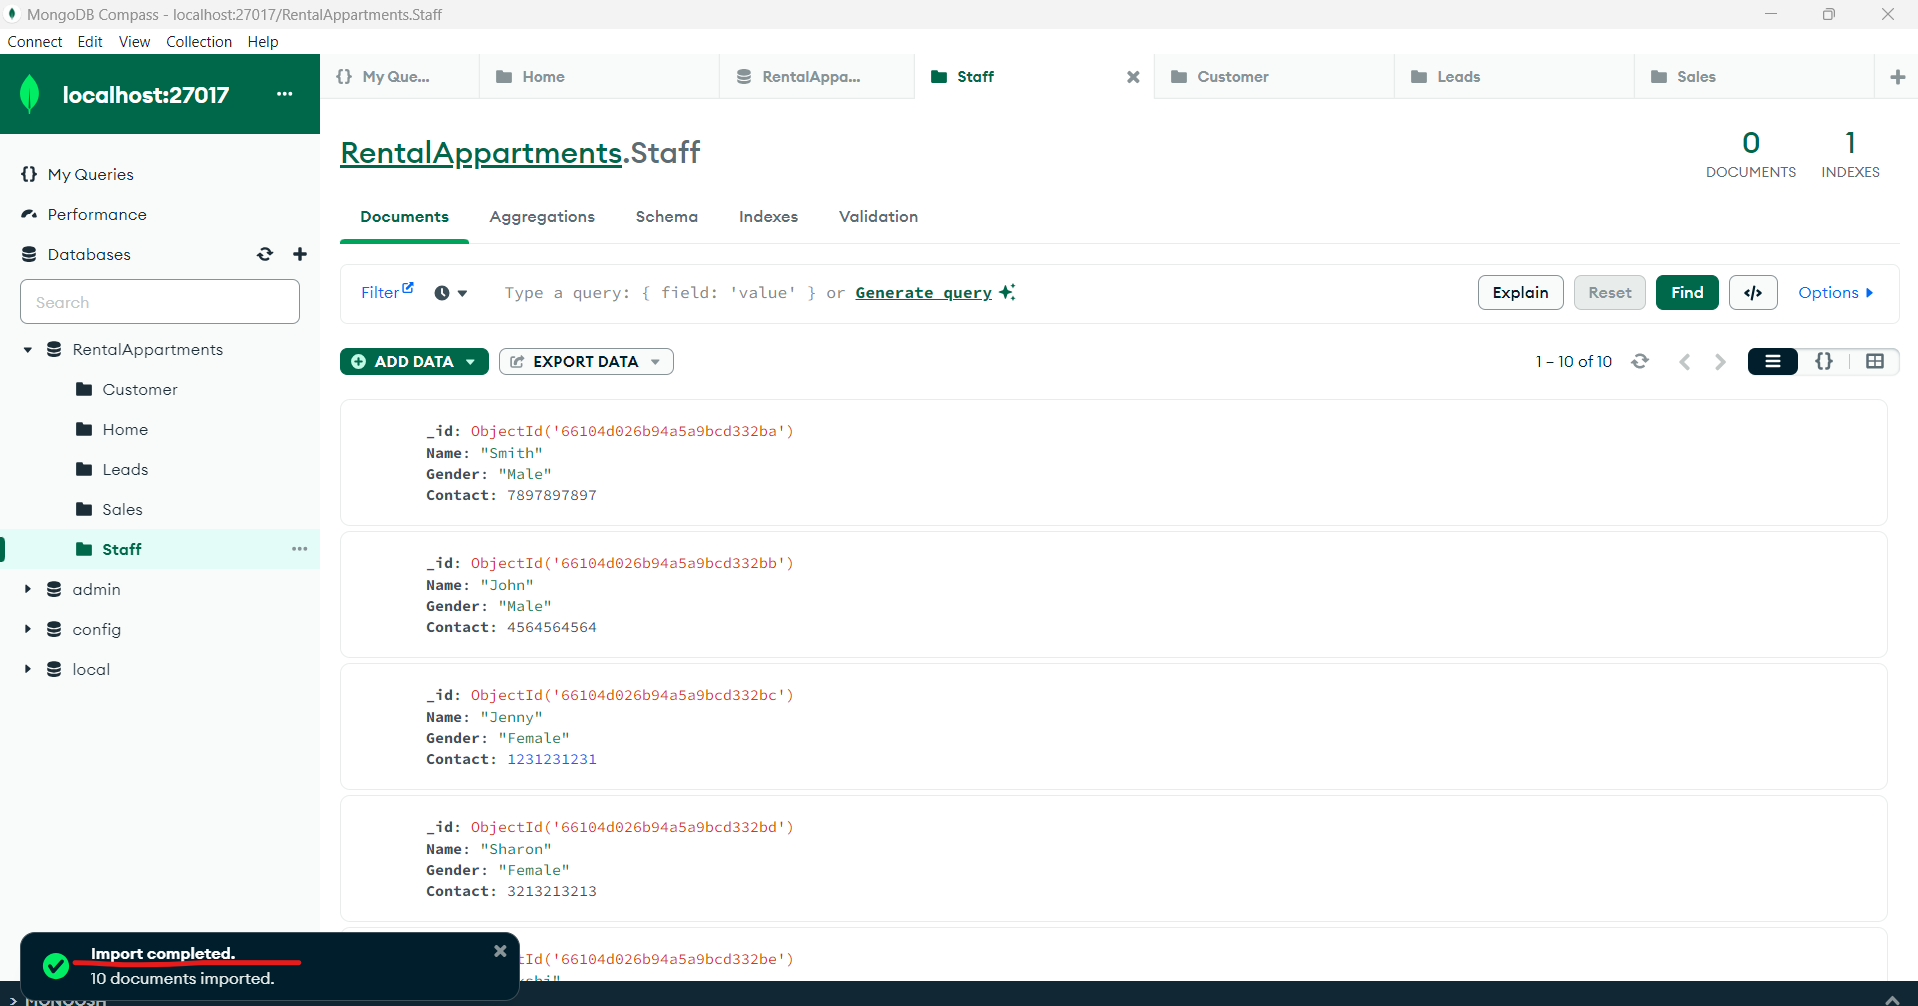 MongoDB Compass - localhost:27017/RentalAppartments.Staff
Connect Edit View Collection Help
localhost:27017 ...
{} My Que... Home RentalAppa... Staff Customer Leads Sales
My Queries
Performance
Databases
Search
RentalAppartments
Customer
Home
Leads
Sales
Staff
admin
config
local
RentalAppartments.Staff
0 DOCUMENTS
1 INDEXES
Documents Aggregations Schema Indexes Validation
Filter Type a query: { field: 'value' } or Generate query Explain Reset Find </> Options
ADD DATA EXPORT DATA 1 – 10 of 10 {}
_id: ObjectId('66104d026b94a5a9bcd332ba')
Name: "Smith"
Gender: "Male"
Contact: 7897897897
_id: ObjectId('66104d026b94a5a9bcd332bb')
Name: "John"
Gender: "Male"
Contact: 4564564564
_id: ObjectId('66104d026b94a5a9bcd332bc')
Name: "Jenny"
Gender: "Female"
Contact: 1231231231
_id: ObjectId('66104d026b94a5a9bcd332bd')
Name: "Sharon"
Gender: "Female"
Contact: 3213213213
tId('66104d026b94a5a9bcd332be')
Import completed.
10 documents imported.
>_MONGOSH